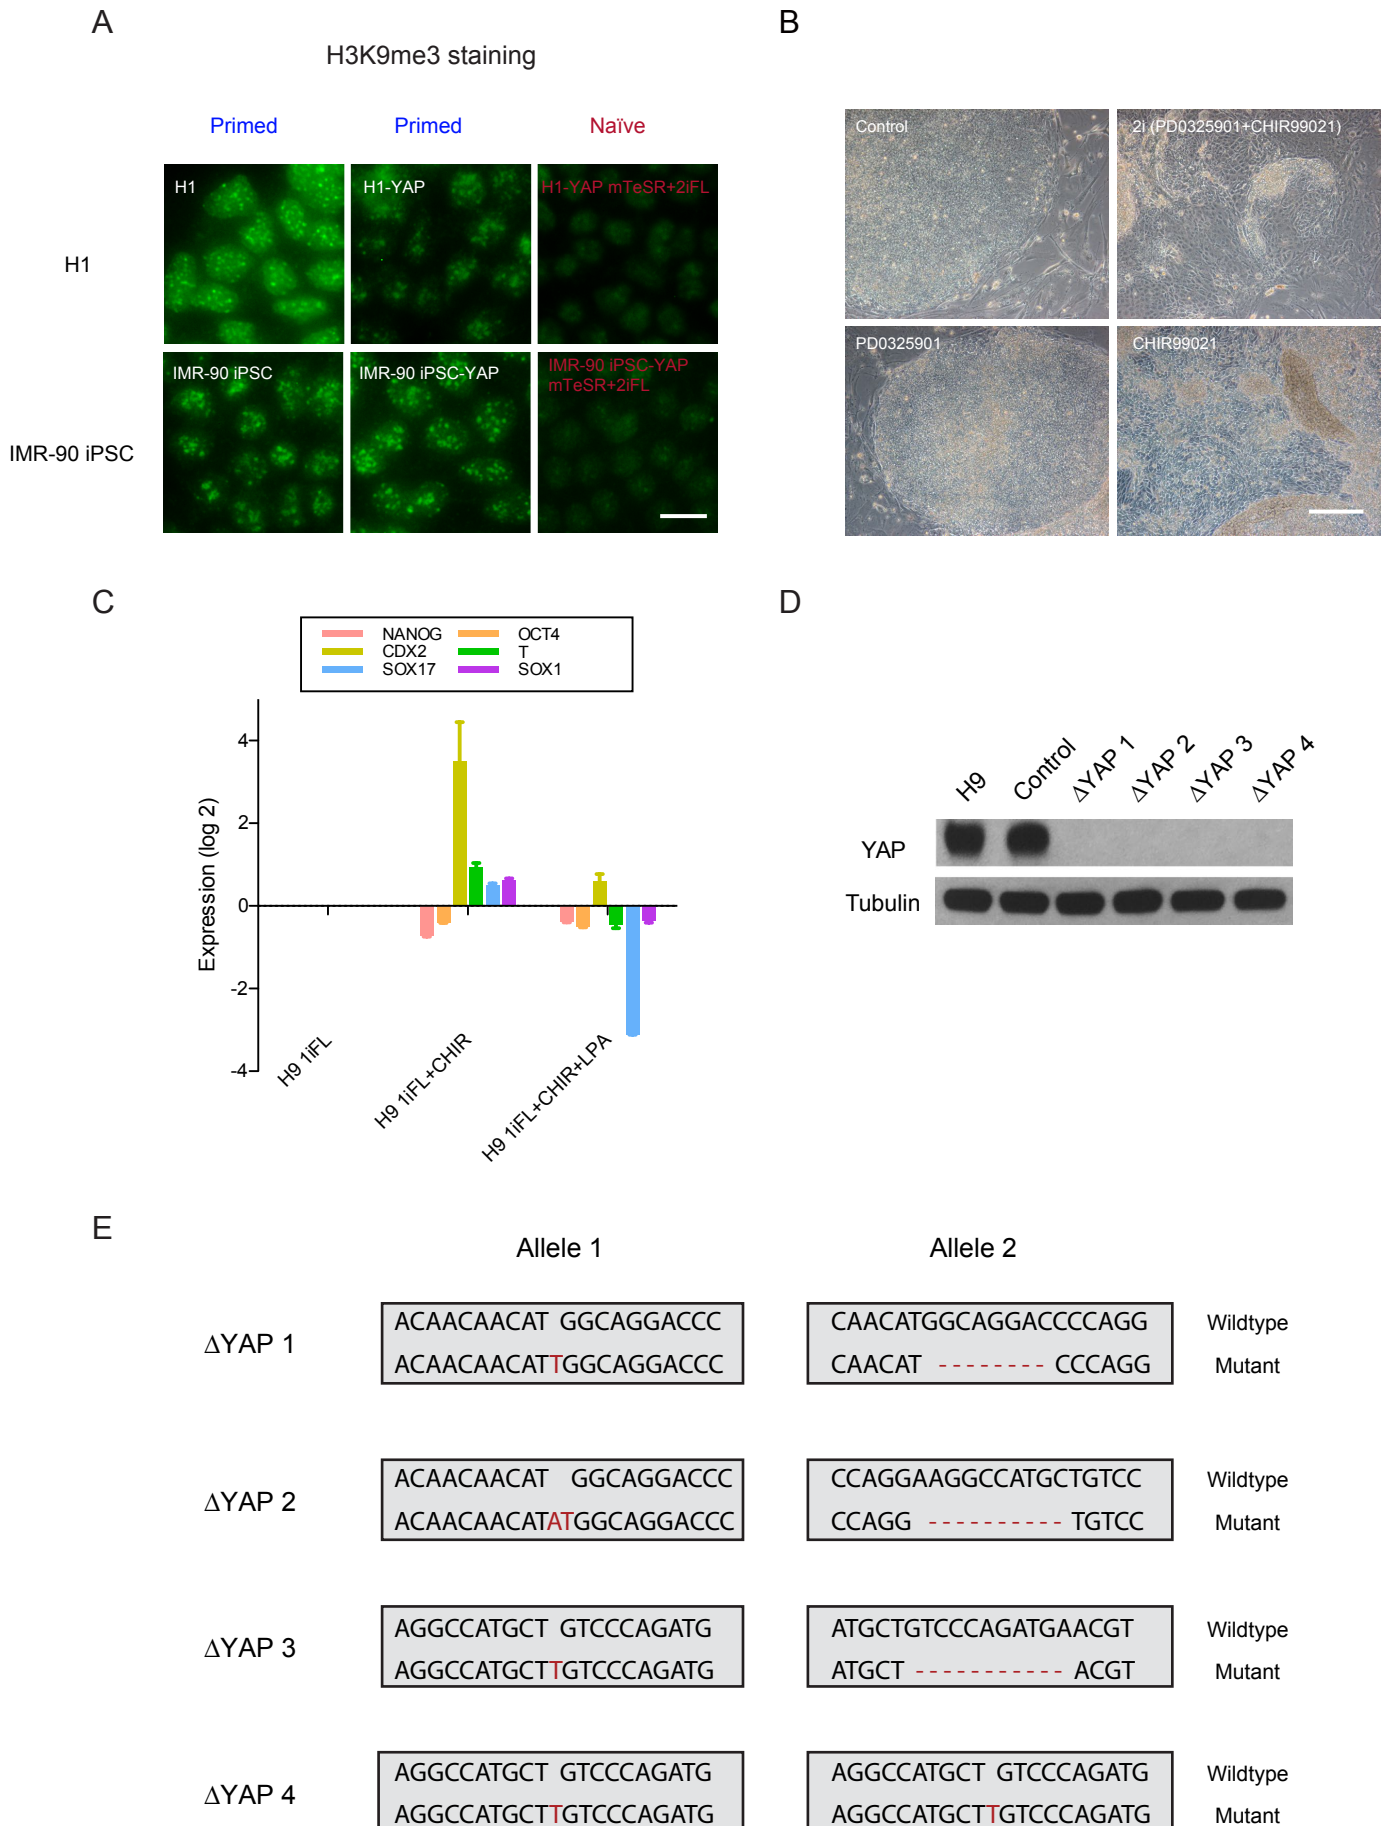 A
H3K9me3 staining
Primed Primed Naïve
H1
H1 H1-YAP H1-YAP mTeSR+2iFL
IMR-90 iPSC
IMR-90 iPSC IMR-90 iPSC-YAP IMR-90 iPSC-YAP
mTeSR+2iFL
B
Control 2i (PD0325901+CHIR99021)
PD0325901 CHIR99021
C
NANOG OCT4
CDX2 T
SOX17 SOX1
Expression (log 2)
4
2
0
-2
-4
H9 1iFL
H9 1iFL+CHIR
H9 1iFL+CHIR+LPA
D
H9 Control ΔYAP 1 ΔYAP 2 ΔYAP 3 ΔYAP 4
YAP
Tubulin
E
Allele 1 Allele 2
ΔYAP 1
ACAACAACAT GGCAGGACCC CAACATGGCAGGACCCCAGG Wildtype
ACAACAACATTGGCAGGACCC CAACAT -------- CCCAGG Mutant
ΔYAP 2
ACAACAACAT GGCAGGACCC CCAGGAAGGCCATGCTGTCC Wildtype
ACAACAACATATGGCAGGACCC CCAGG ---------- TGTCC Mutant
ΔYAP 3
AGGCCATGCT GTCCCAGATG ATGCTGTCCCAGATGAACGT Wildtype
AGGCCATGCTTGTCCCAGATG ATGCT ----------- ACGT Mutant
ΔYAP 4
AGGCCATGCT GTCCCAGATG AGGCCATGCT GTCCCAGATG Wildtype
AGGCCATGCTTGTCCCAGATG AGGCCATGCTTGTCCCAGATG Mutant